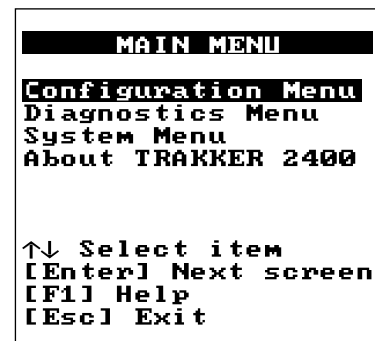 MAIN MENU
Configuration Menu
Diagnostics Menu
System Menu
About TRAKKER 2400
↑↓ Select item
[Enter] Next screen
[F1] Help
[Esc] Exit